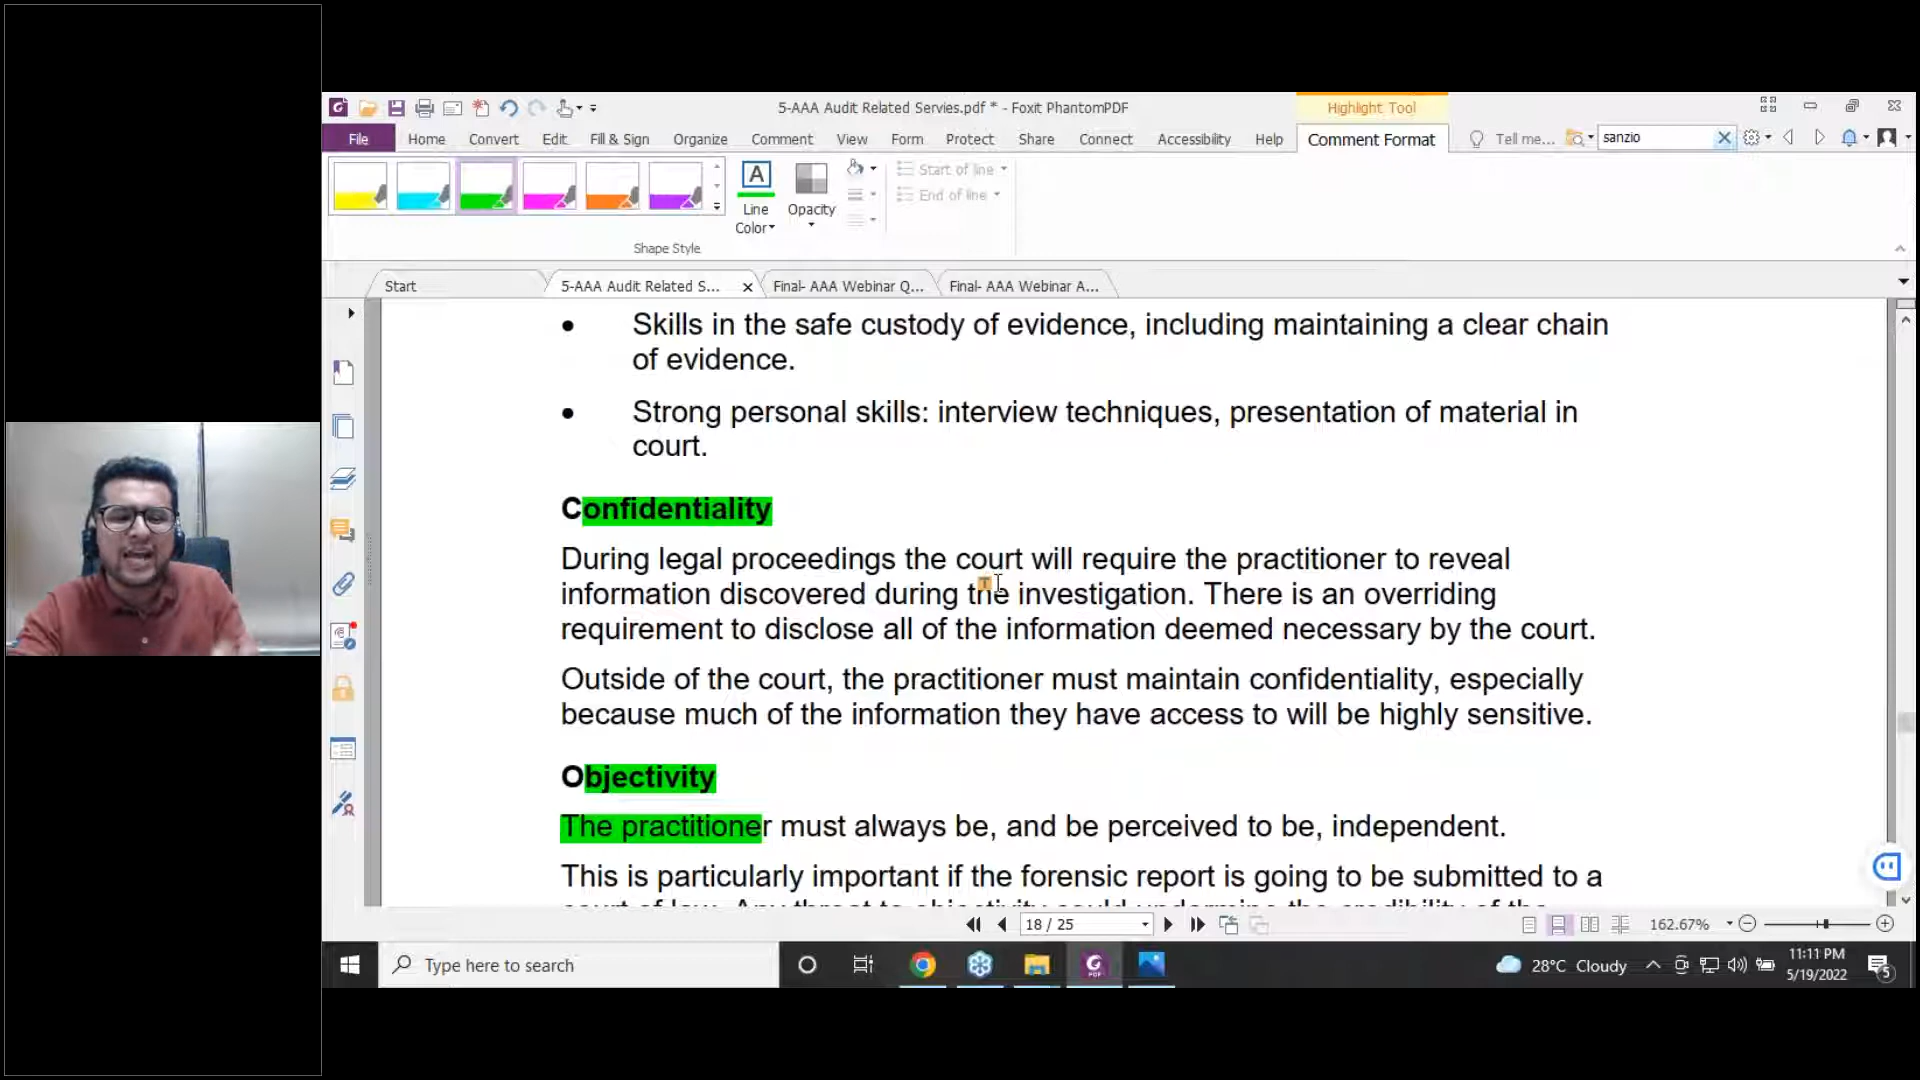 5-AAA Audit Related Servies.pdf * - Foxit PhantomPDF
Highlight Tool
File Home Convert Edit Fill & Sign Organize Comment View Form Protect Share Connect Accessibility Help Comment Format Tell me... sanzio
Line Color
Opacity
Start of line
End of line
Shape Style
Start
5-AAA Audit Related S...
Final- AAA Webinar Q...
Final- AAA Webinar A...
• Skills in the safe custody of evidence, including maintaining a clear chain
of evidence.
• Strong personal skills: interview techniques, presentation of material in
court.
Confidentiality
During legal proceedings the court will require the practitioner to reveal
information discovered during the investigation. There is an overriding
requirement to disclose all of the information deemed necessary by the court.
Outside of the court, the practitioner must maintain confidentiality, especially
because much of the information they have access to will be highly sensitive.
Objectivity
The practitioner must always be, and be perceived to be, independent.
This is particularly important if the forensic report is going to be submitted to a
18 / 25
162.67%
Type here to search
28°C Cloudy
11:11 PM
5/19/2022
5